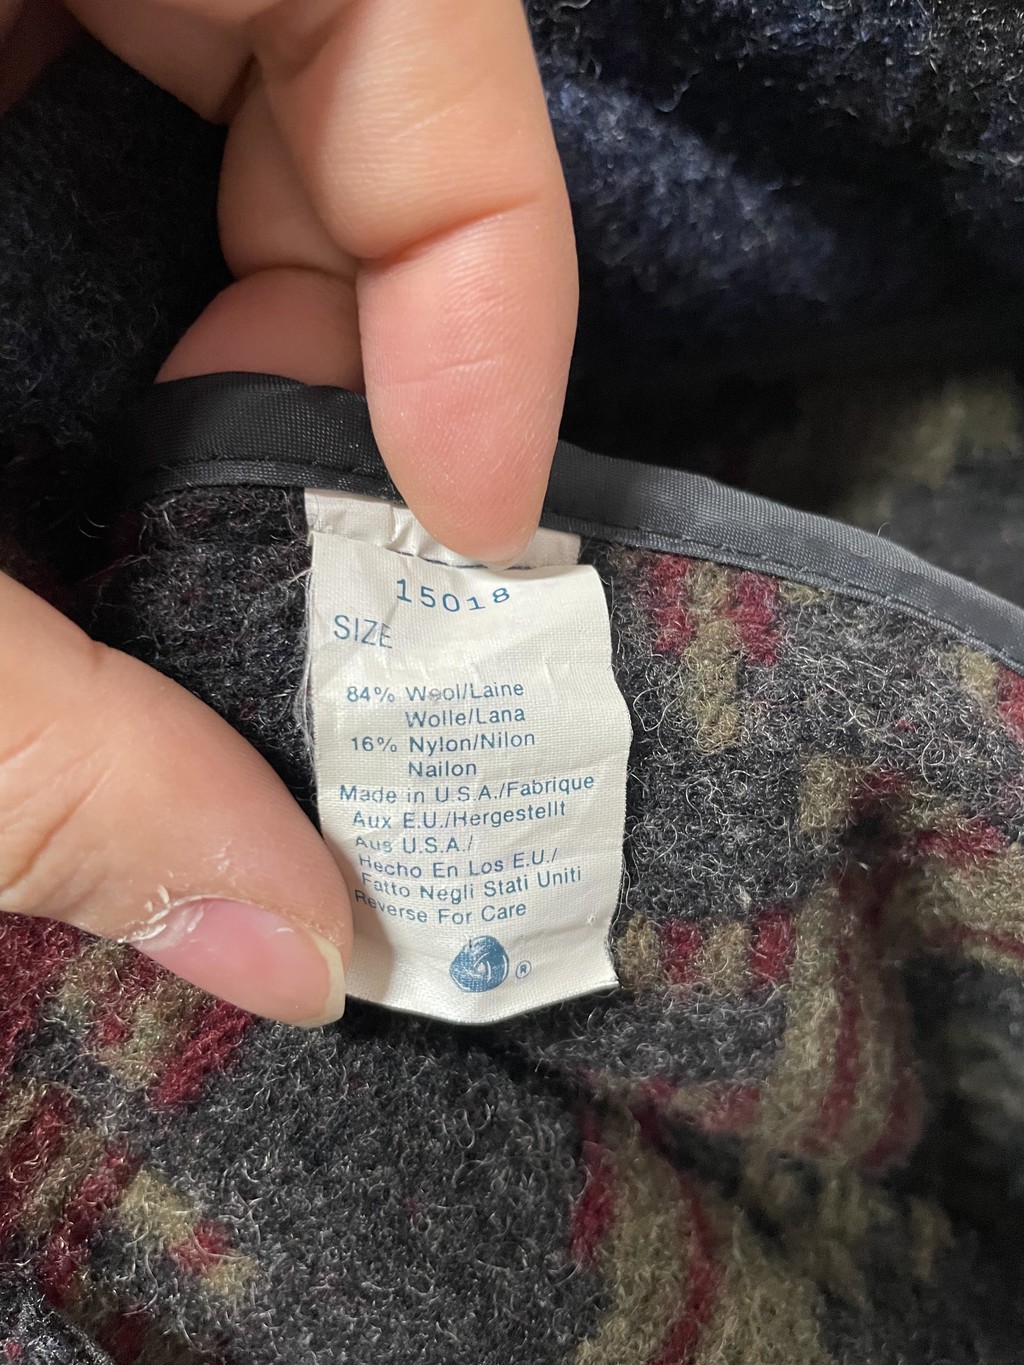 15018
SIZE
84% Wool/Laine
Wolle/Lana
16% Nylon/Nilon
Nailon
Made in U.S.A./Fabrique
Aux E.U./Hergestellt
Aus U.S.A./
Hecho En Los E.U./
Fatto Negli Stati Uniti
Reverse For Care
®